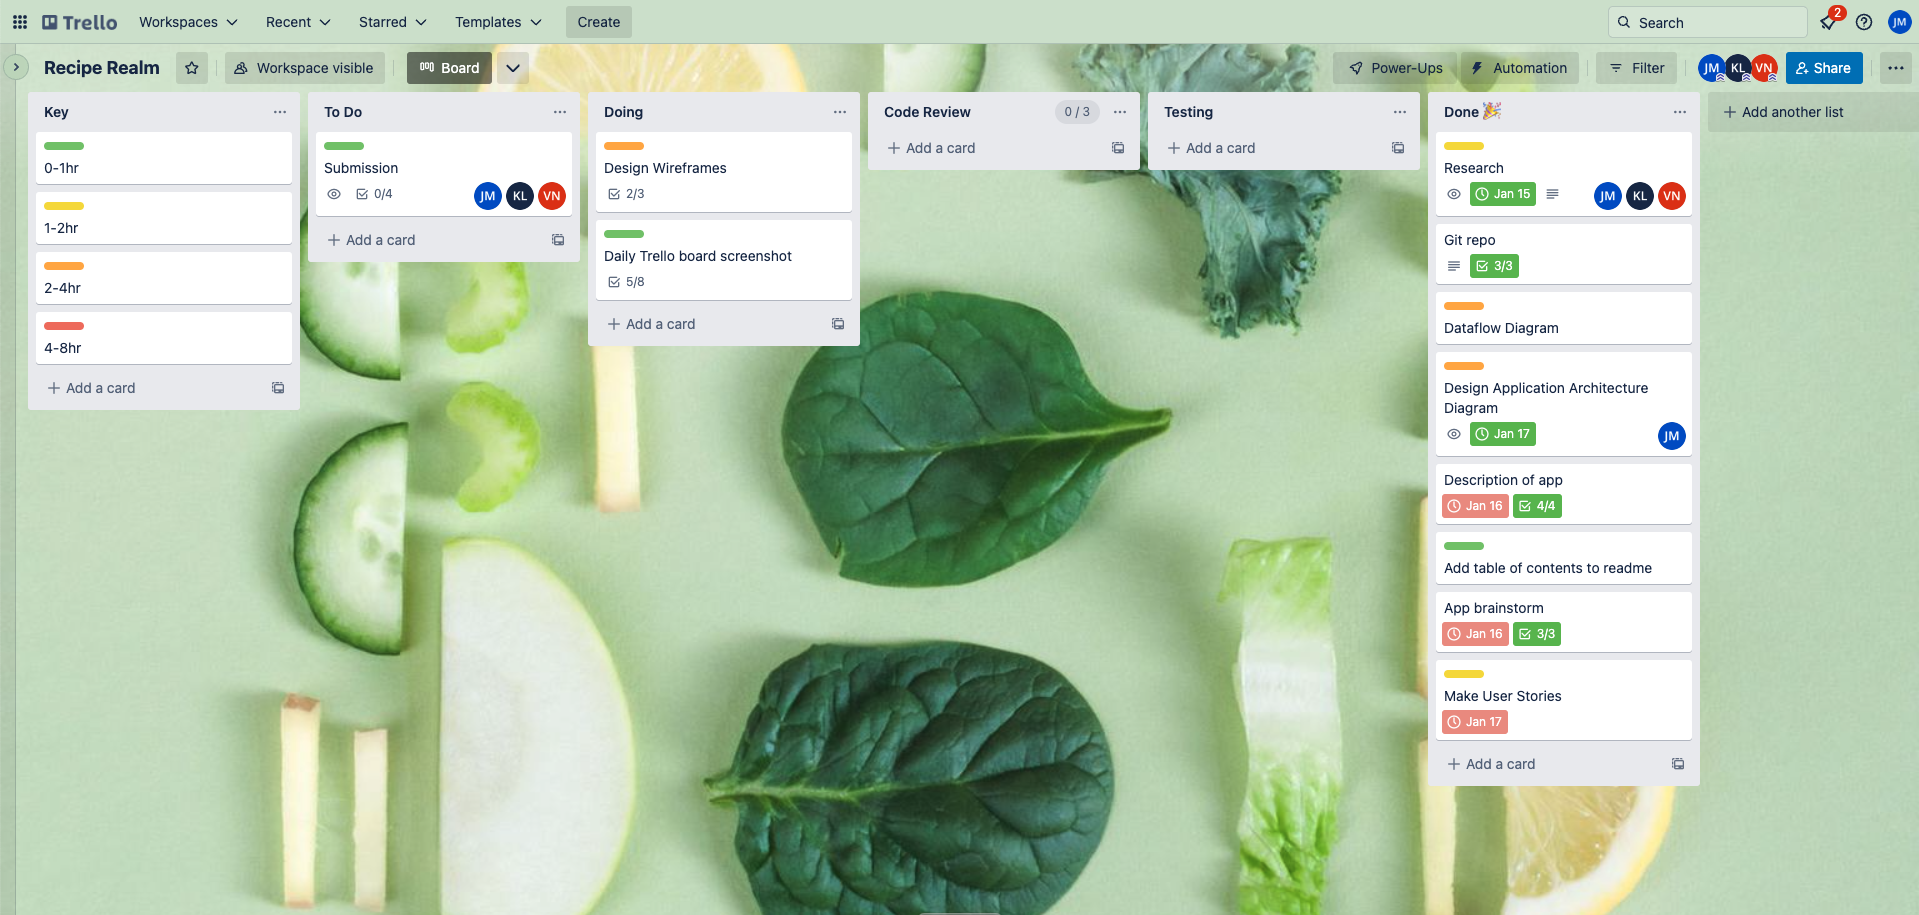 Trello Workspaces Recent Starred Templates Create Search 2 JM
Recipe Realm Workspace visible Board Power-Ups Automation Filter JM KL VN Share
Key
0-1hr
1-2hr
2-4hr
4-8hr
Add a card
To Do
Submission
0/4 JM KL VN
Add a card
Doing
Design Wireframes
2/3
Daily Trello board screenshot
5/8
Add a card
Code Review 0 / 3
Add a card
Testing
Add a card
Done
Research
Jan 15 JM KL VN
Git repo
3/3
Dataflow Diagram
Design Application Architecture
Diagram
Jan 17 JM
Description of app
Jan 16 4/4
Add table of contents to readme
App brainstorm
Jan 16 3/3
Make User Stories
Jan 17
Add a card
Add another list